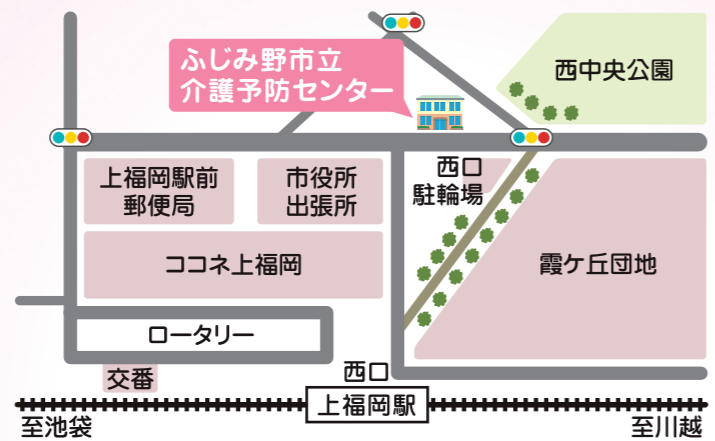 ふじみ野市立
介護予防センター
西中央公園
上福岡駅前
郵便局
市役所
出張所
西口
駐輪場
ココネ上福岡
霞ケ丘団地
ロータリー
交番
西口
上福岡駅
至池袋
至川越